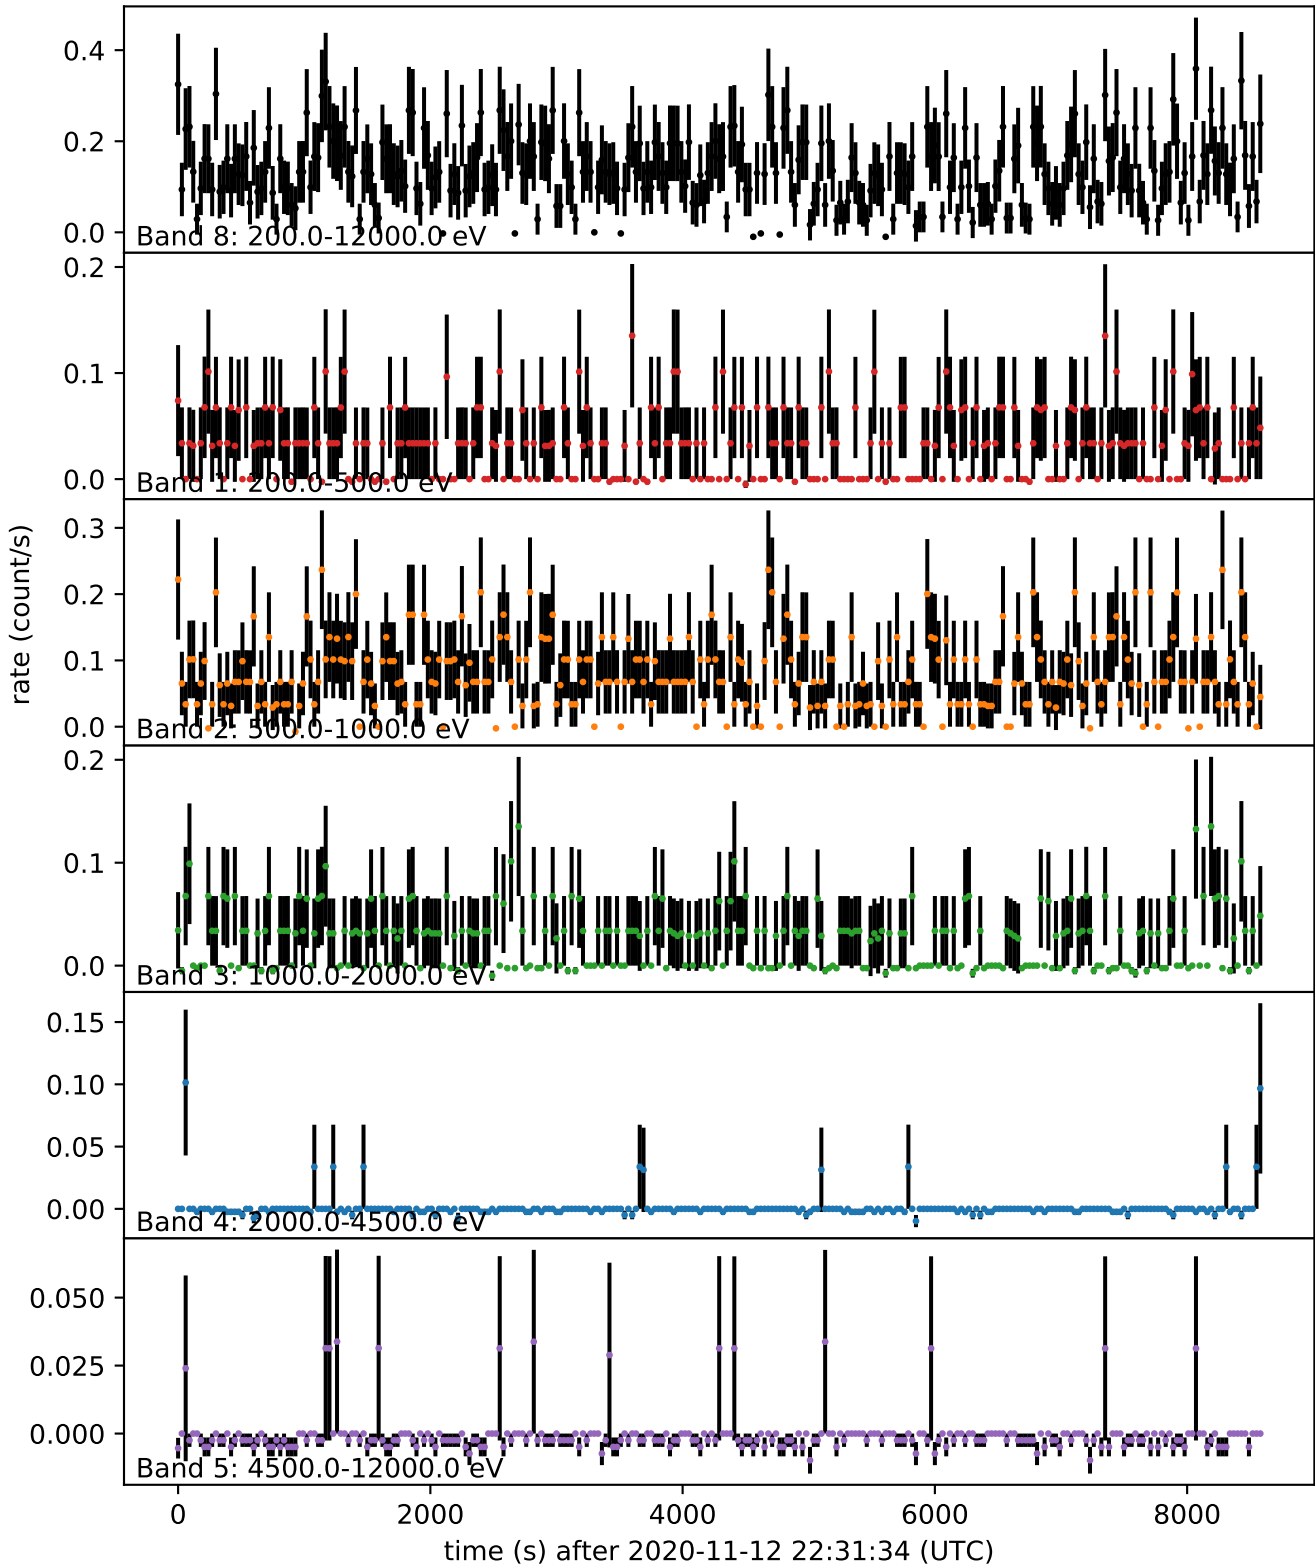 0.4
0.2
0.0
Band 8: 200.0-12000.0 eV
0.2
0.1
0.0
Band 1: 200.0-500.0 eV
rate (count/s)
0.3
0.2
0.1
0.0
Band 2: 500.0-1000.0 eV
0.2
0.1
0.0
Band 3: 1000.0-2000.0 eV
0.15
0.10
0.05
0.00
Band 4: 2000.0-4500.0 eV
0.050
0.025
0.000
Band 5: 4500.0-12000.0 eV
0 2000 4000 6000 8000
time (s) after 2020-11-12 22:31:34 (UTC)